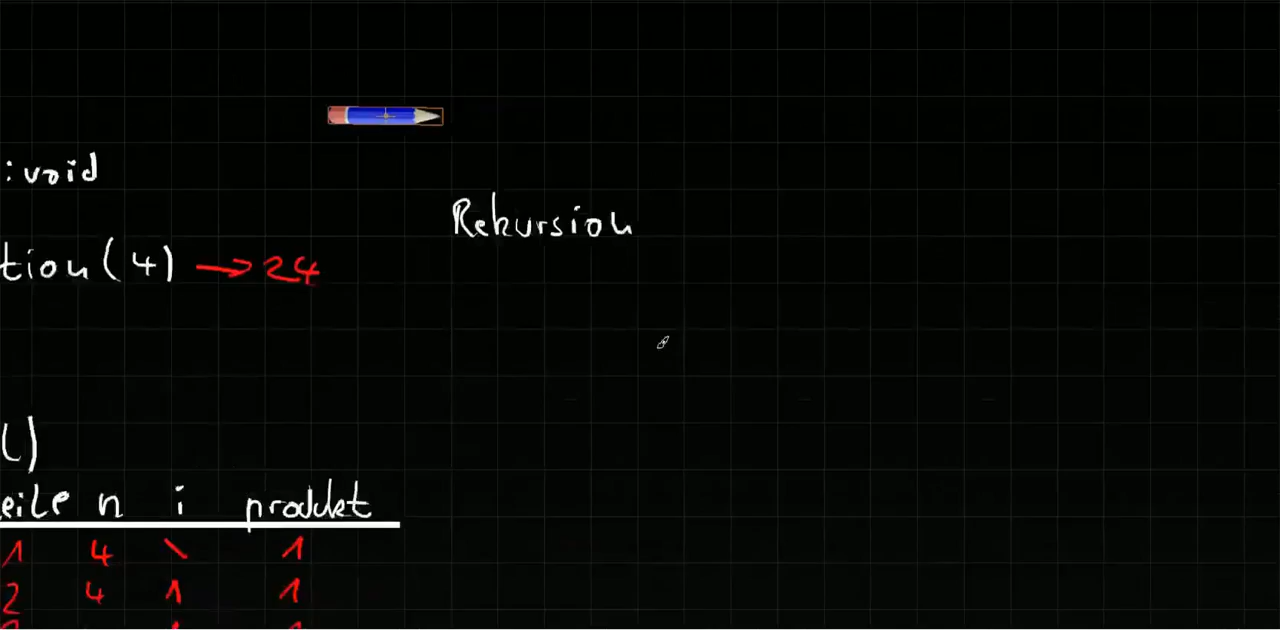 :void
Rekursion
tion(4) → 24
L)
eile n i produkt
1 4 \ 1
2 4 1 1